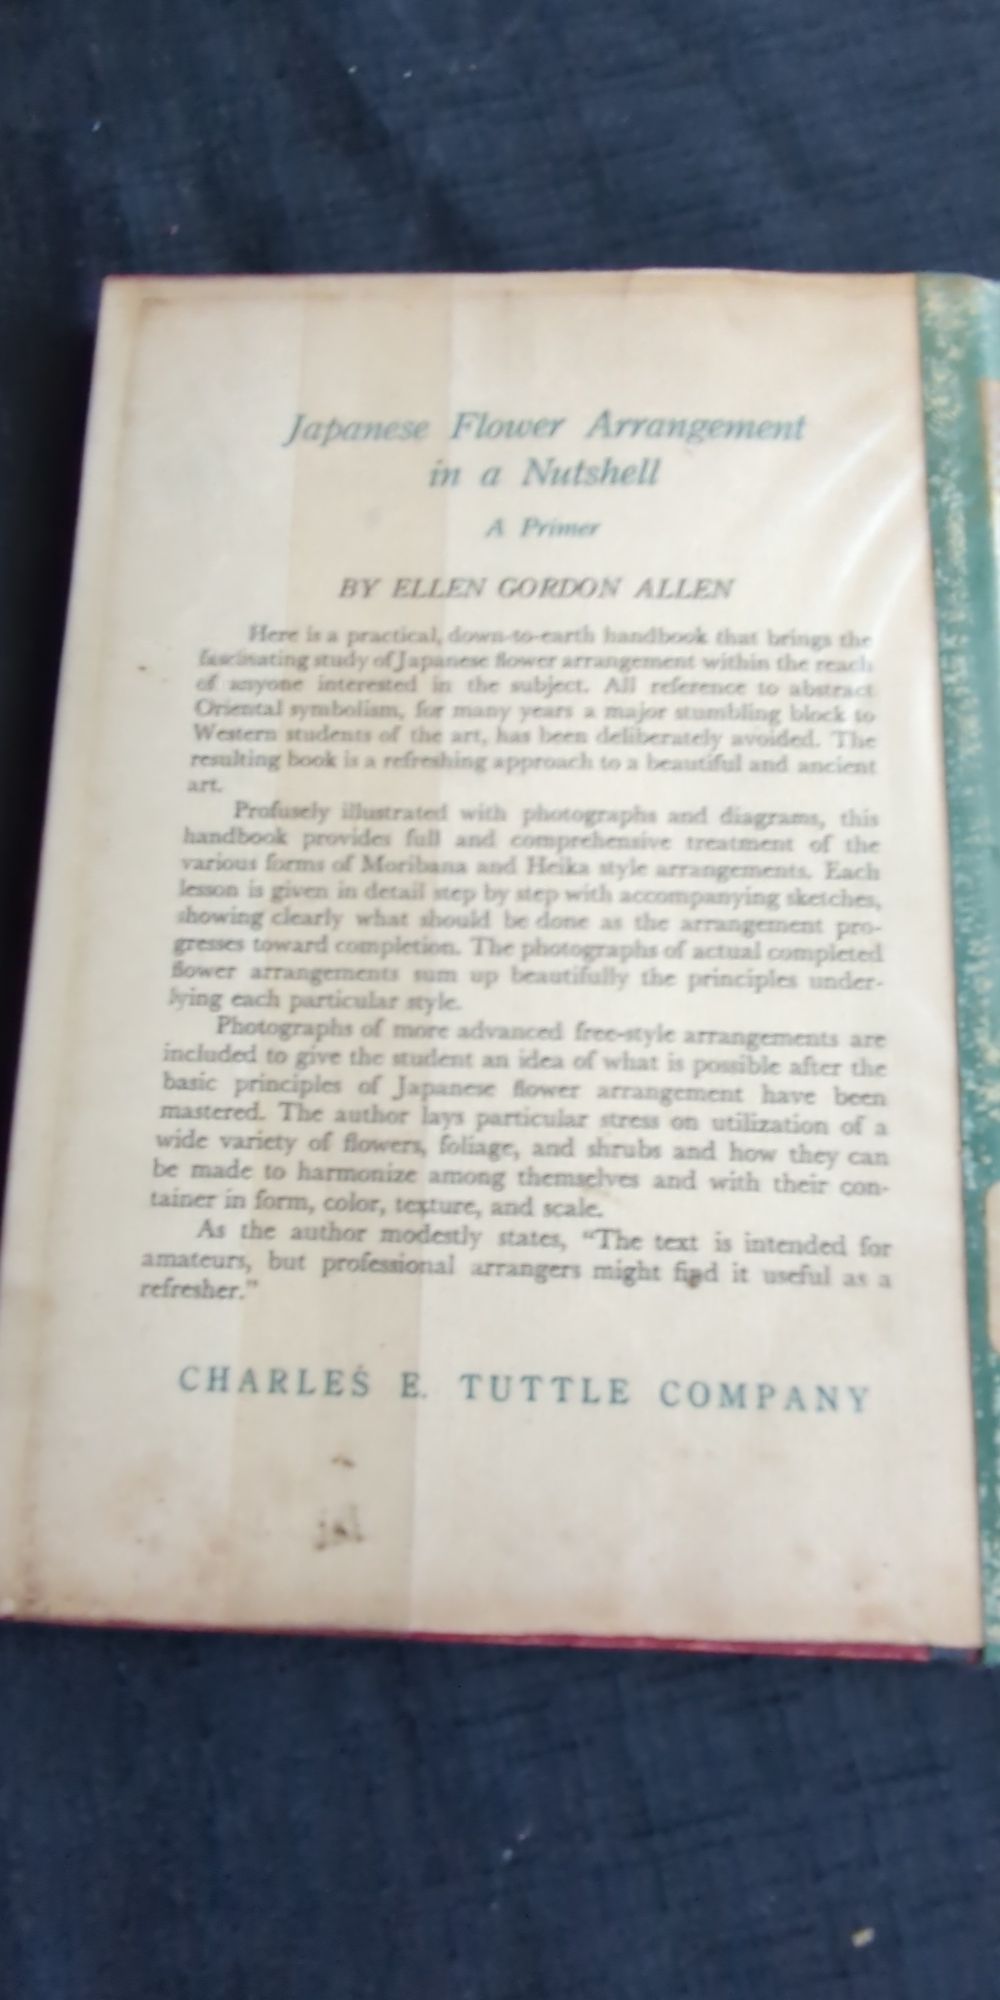 Japanese Flower Arrangement
in a Nutshell
A Primer
BY ELLEN GORDON ALLEN
Here is a practical, down-to-earth handbook that brings the
fascinating study of Japanese flower arrangement within the reach
of anyone interested in the subject. All reference to abstract
Oriental symbolism, for many years a major stumbling block to
Western students of the art, has been deliberately avoided. The
resulting book is a refreshing approach to a beautiful and ancient
art.
Profusely illustrated with photographs and diagrams, this
handbook provides full and comprehensive treatment of the
various forms of Moribana and Heika style arrangements. Each
lesson is given in detail step by step with accompanying sketches,
showing clearly what should be done as the arrangement pro-
gresses toward completion. The photographs of actual completed
flower arrangements sum up beautifully the principles under-
lying each particular style.
Photographs of more advanced free-style arrangements are
included to give the student an idea of what is possible after the
basic principles of Japanese flower arrangement have been
mastered. The author lays particular stress on utilization of a
wide variety of flowers, foliage, and shrubs and how they can
be made to harmonize among themselves and with their con-
tainer in form, color, texture, and scale.
As the author modestly states, “The text is intended for
amateurs, but professional arrangers might find it useful as a
refresher.”
CHARLES E. TUTTLE COMPANY